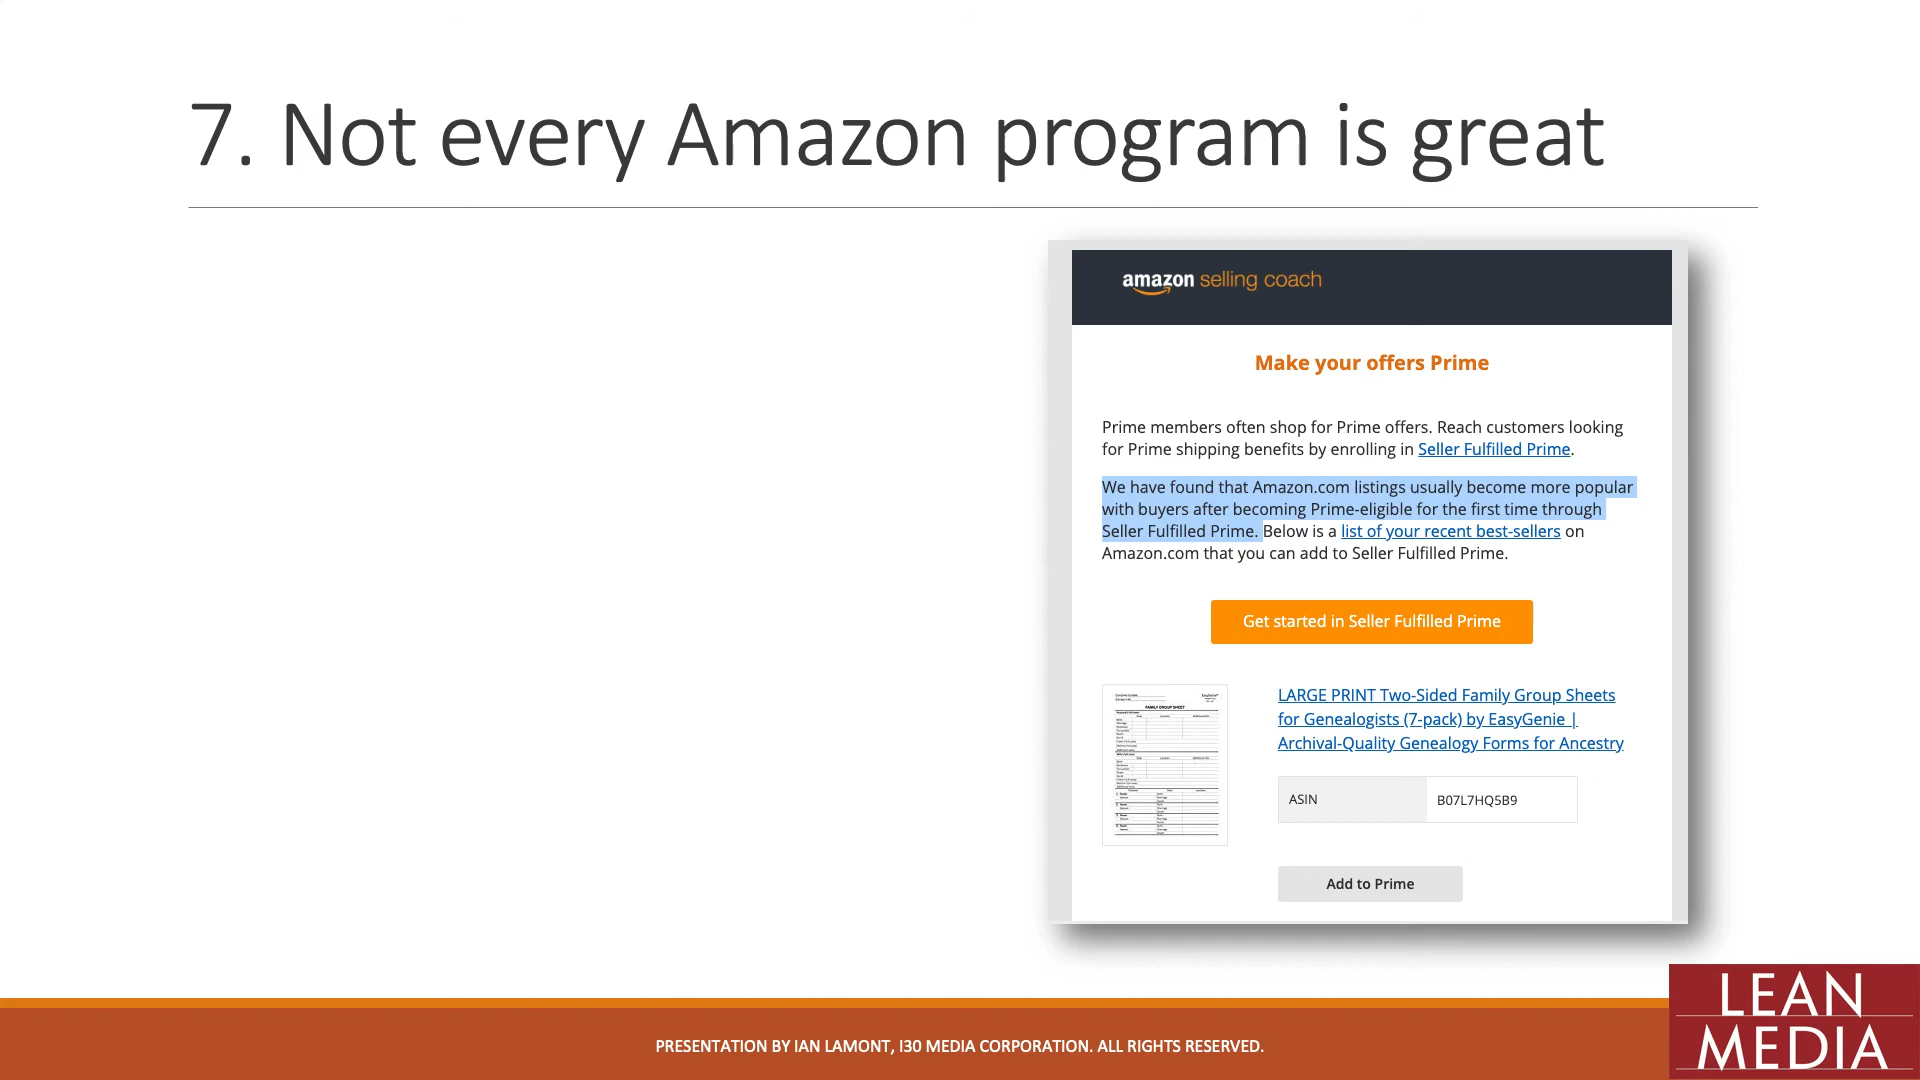 7. Not every Amazon program is great
amazon selling coach
Make your offers Prime
Prime members often shop for Prime offers. Reach customers looking
for Prime shipping benefits by enrolling in Seller Fulfilled Prime.
We have found that Amazon.com listings usually become more popular
with buyers after becoming Prime-eligible for the first time through
Seller Fulfilled Prime. Below is a list of your recent best-sellers on
Amazon.com that you can add to Seller Fulfilled Prime.
Get started in Seller Fulfilled Prime
FAMILY GROUP SHEET
LARGE PRINT Two-Sided Family Group Sheets
for Genealogists (7-pack) by EasyGenie |
Archival-Quality Genealogy Forms for Ancestry
ASIN B07L7HQ5B9
Add to Prime
PRESENTATION BY IAN LAMONT, I30 MEDIA CORPORATION. ALL RIGHTS RESERVED.
LEAN
MEDIA